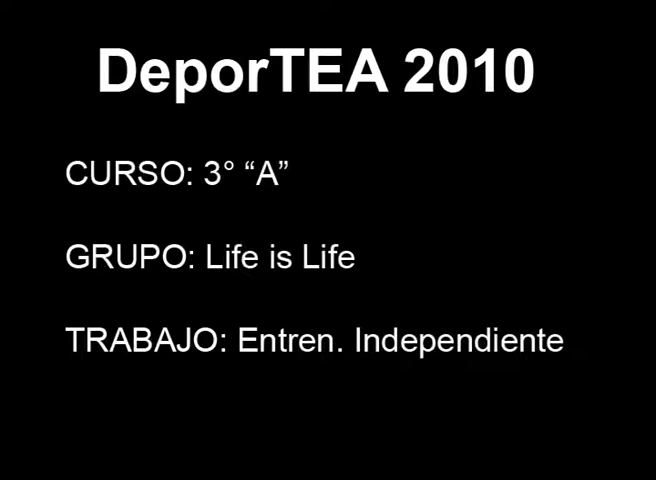 DeporTEA 2010
CURSO: 3° “A”
GRUPO: Life is Life
TRABAJO: Entren. Independiente